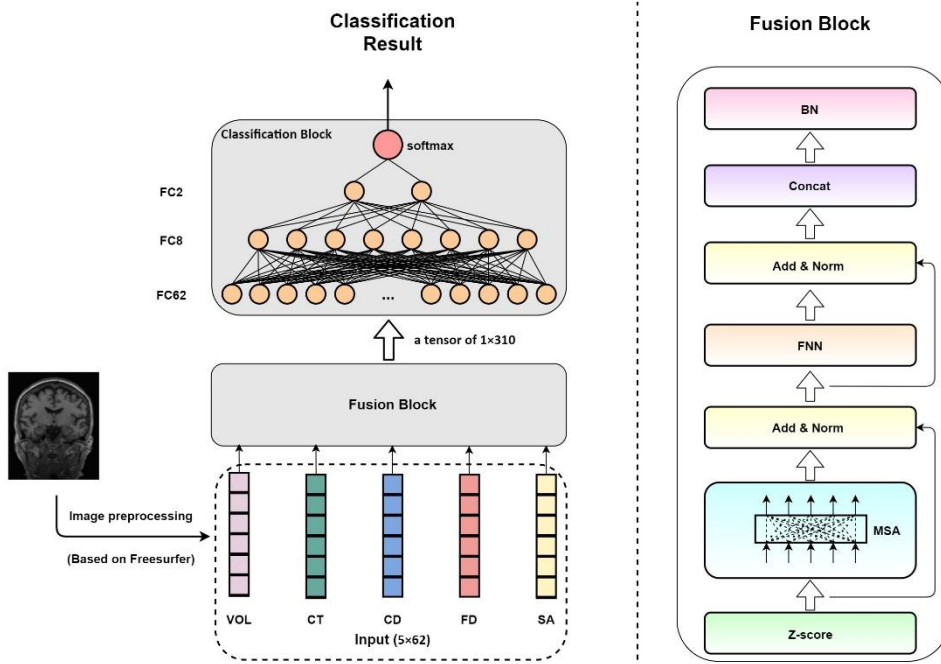 Classification
Result
Classification Block
softmax
FC2
FC8
FC62
...
a tensor of 1×310
Fusion Block
Image preprocessing
(Based on Freesurfer)
VOL
CT
CD
FD
SA
Input (5×62)
Fusion Block
BN
Concat
Add & Norm
FNN
Add & Norm
MSA
Z-score